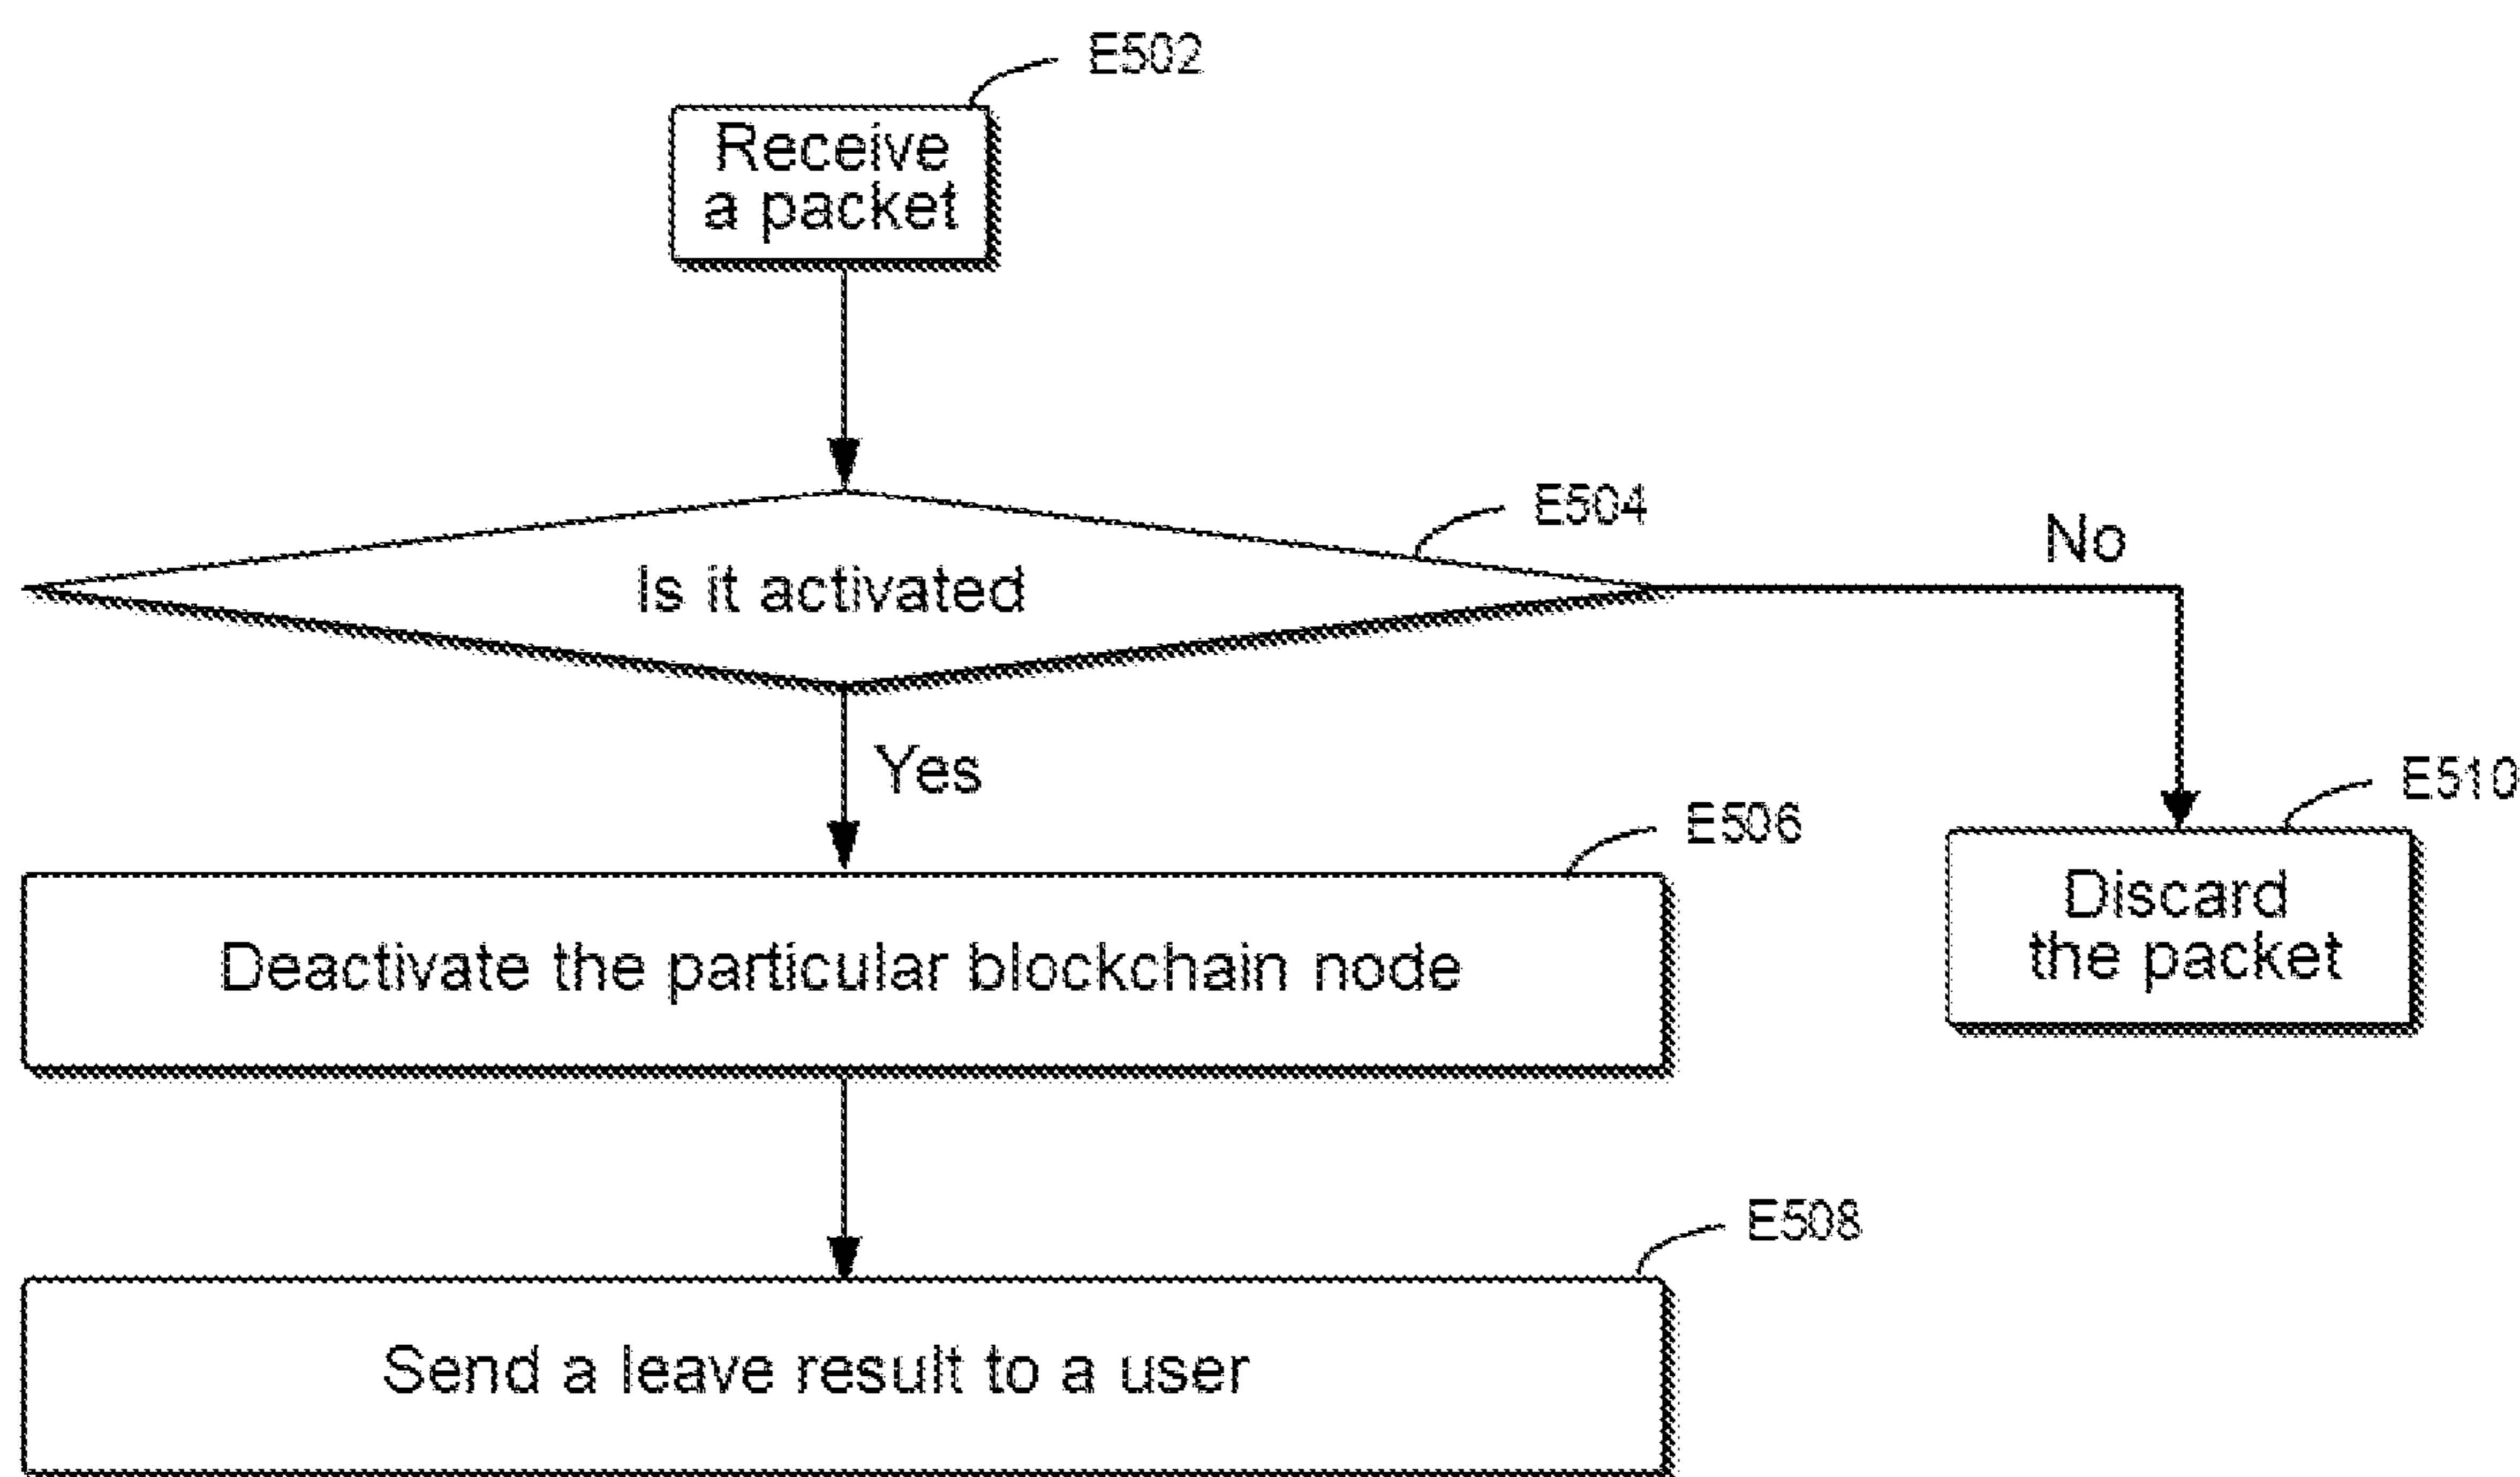 E502
Receive
a packet
E504
No
Is it activated
Yes
E510
E506
Discard
the packet
Deactivate the particular blockchain node
E508
Send a leave result to a user